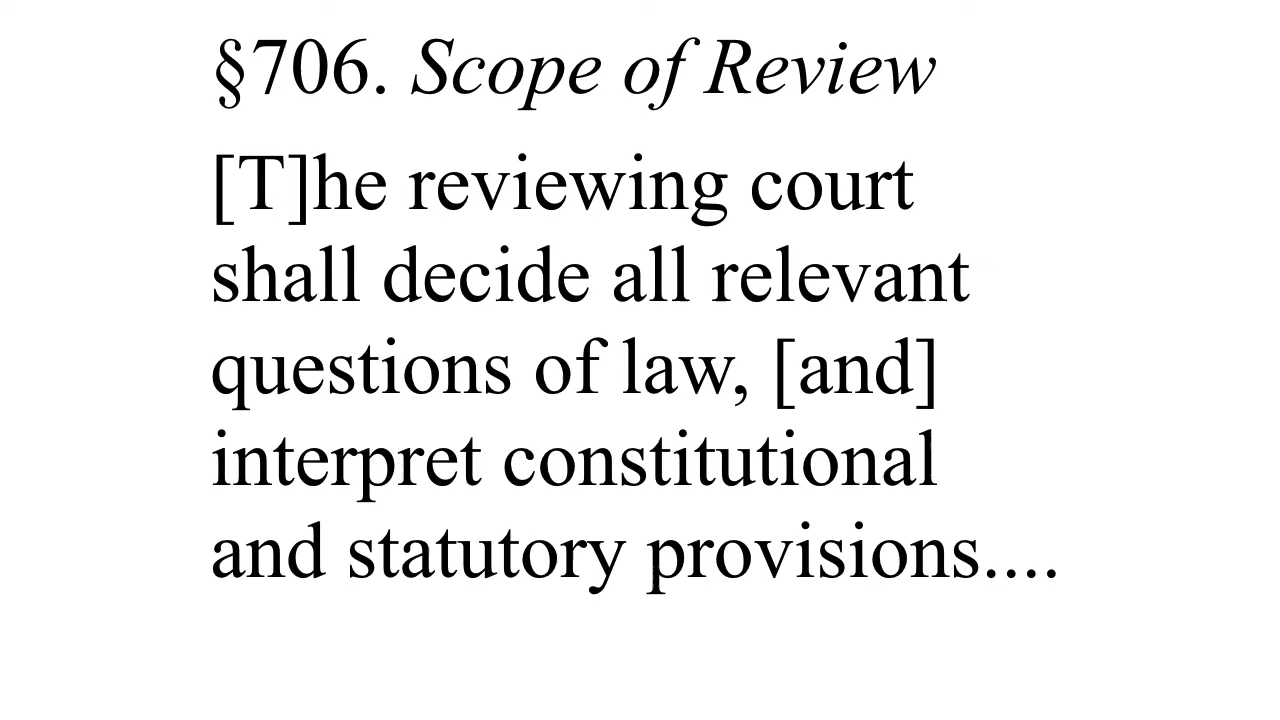 §706. Scope of Review
[T]he reviewing court
shall decide all relevant
questions of law, [and]
interpret constitutional
and statutory provisions....